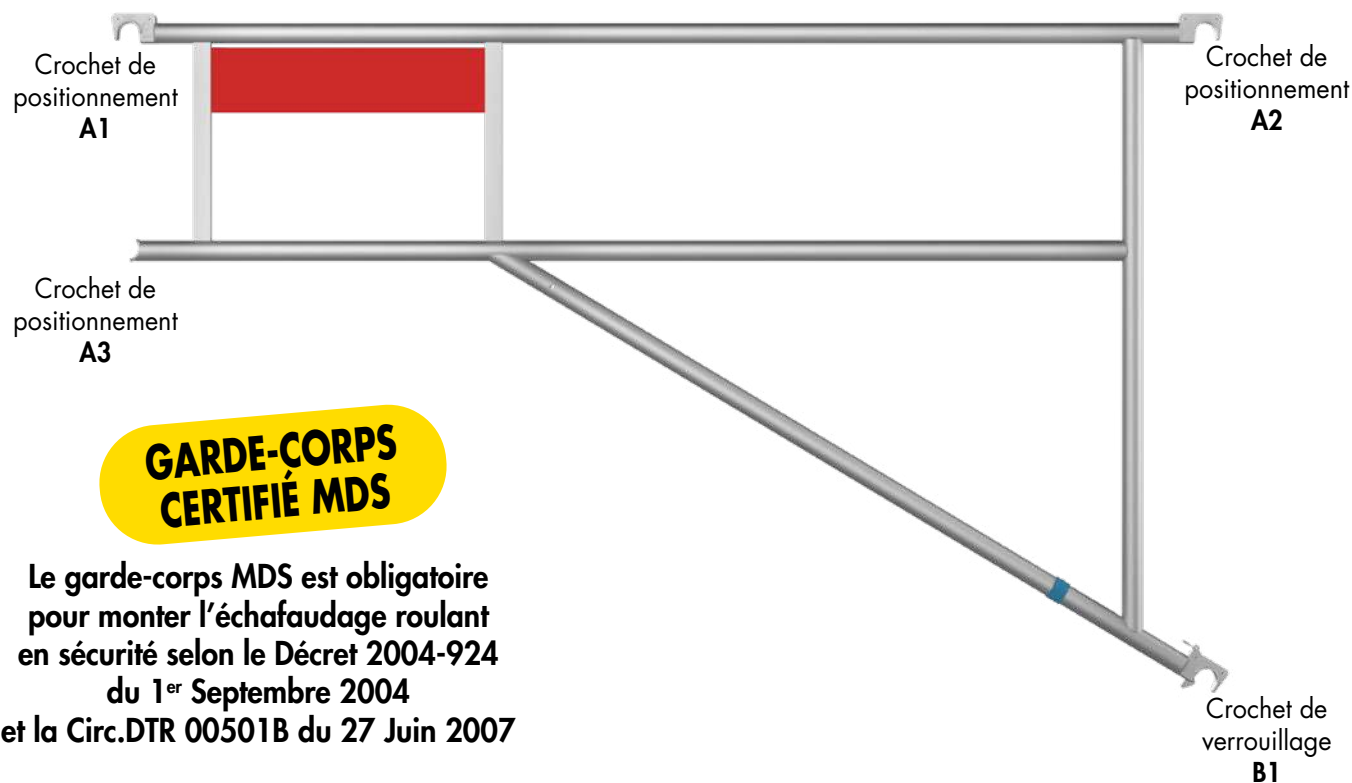 Crochet de
positionnement
A1
Crochet de
positionnement
A2
Crochet de
positionnement
A3
GARDE-CORPS
CERTIFIÉ MDS
Le garde-corps MDS est obligatoire
pour monter l'échafaudage roulant
en sécurité selon le Décret 2004-924
du 1er Septembre 2004
et la Circ.DTR 00501B du 27 Juin 2007
Crochet de
verrouillage
B1